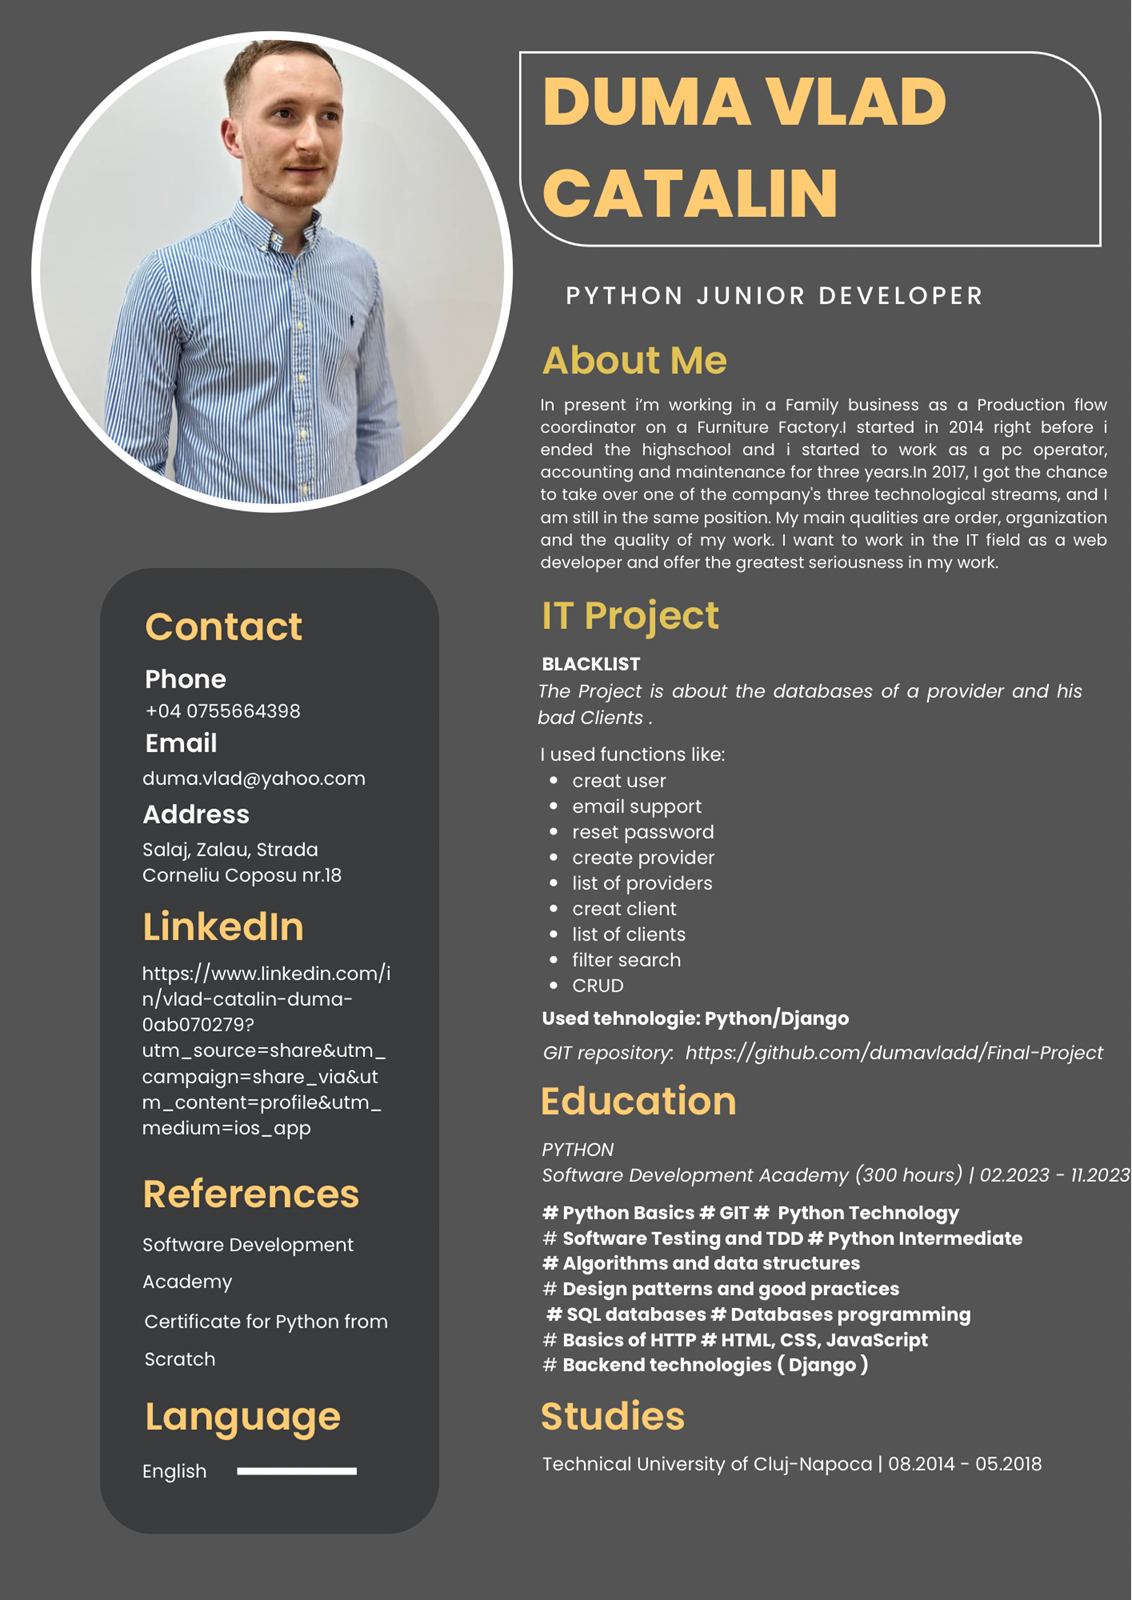 DUMA VLAD
CATALIN
PYTHON JUNIOR DEVELOPER
About Me
In present i’m working in a Family business as a Production flow
coordinator on a Furniture Factory.I started in 2014 right before i
ended the highschool and i started to work as a pc operator,
accounting and maintenance for three years.In 2017, I got the chance
to take over one of the company's three technological streams, and I
am still in the same position. My main qualities are order, organization
and the quality of my work. I want to work in the IT field as a web
developer and offer the greatest seriousness in my work.
IT Project
BLACKLIST
The Project is about the databases of a provider and his
bad Clients .
I used functions like:
• creat user
• email support
• reset password
• create provider
• list of providers
• creat client
• list of clients
• filter search
• CRUD
Used tehnologie: Python/Django
GIT repository: https://github.com/dumavladd/Final-Project
Education
PYTHON
Software Development Academy (300 hours) | 02.2023 - 11.2023
# Python Basics # GIT # Python Technology
# Software Testing and TDD # Python Intermediate
# Algorithms and data structures
# Design patterns and good practices
# SQL databases # Databases programming
# Basics of HTTP # HTML, CSS, JavaScript
# Backend technologies ( Django )
Studies
Technical University of Cluj-Napoca | 08.2014 - 05.2018
Contact
Phone
+04 0755664398
Email
duma.vlad@yahoo.com
Address
Salaj, Zalau, Strada
Corneliu Coposu nr.18
LinkedIn
https://www.linkedin.com/i
n/vlad-catalin-duma-
0ab070279?
utm_source=share&utm_
campaign=share_via&ut
m_content=profile&utm_
medium=ios_app
References
Software Development
Academy
Certificate for Python from
Scratch
Language
English